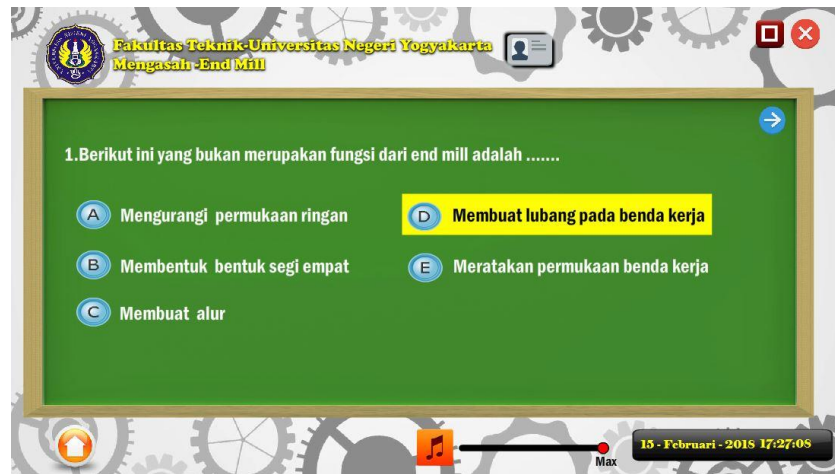 Fakultas Teknik-Universitas Negeri Yogyakarta
Mengasah -End Mill
1.Berikut ini yang bukan merupakan fungsi dari end mill adalah .......
A Mengurangi permukaan ringan
B Membentuk bentuk segi empat
C Membuat alur
D Membuat lubang pada benda kerja
E Meratakan permukaan benda kerja
Max
15 - Februari - 2018 17:27:08